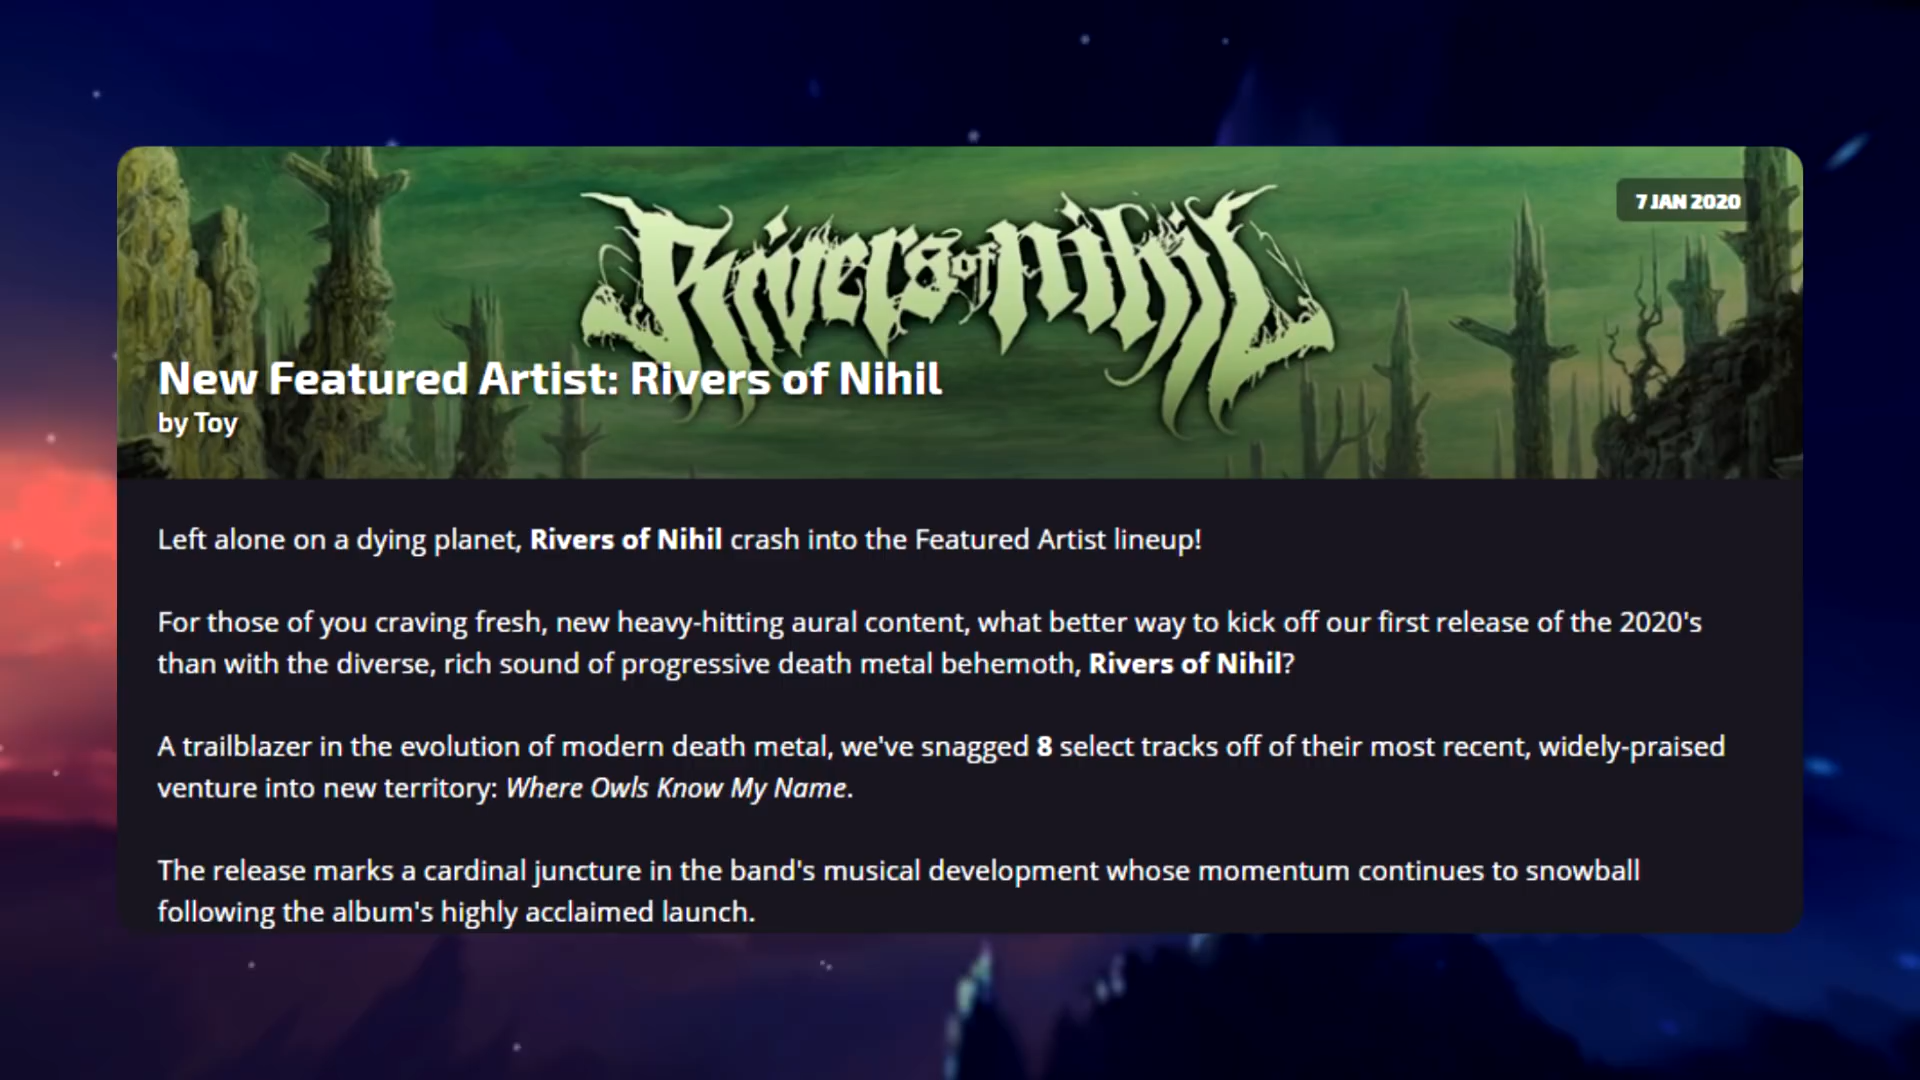 Rivers of Nihil
7 JAN 2020
New Featured Artist: Rivers of Nihil
by Toy
Left alone on a dying planet, Rivers of Nihil crash into the Featured Artist lineup!
For those of you craving fresh, new heavy-hitting aural content, what better way to kick off our first release of the 2020's
than with the diverse, rich sound of progressive death metal behemoth, Rivers of Nihil?
A trailblazer in the evolution of modern death metal, we've snagged 8 select tracks off of their most recent, widely-praised
venture into new territory: Where Owls Know My Name.
The release marks a cardinal juncture in the band's musical development whose momentum continues to snowball
following the album's highly acclaimed launch.